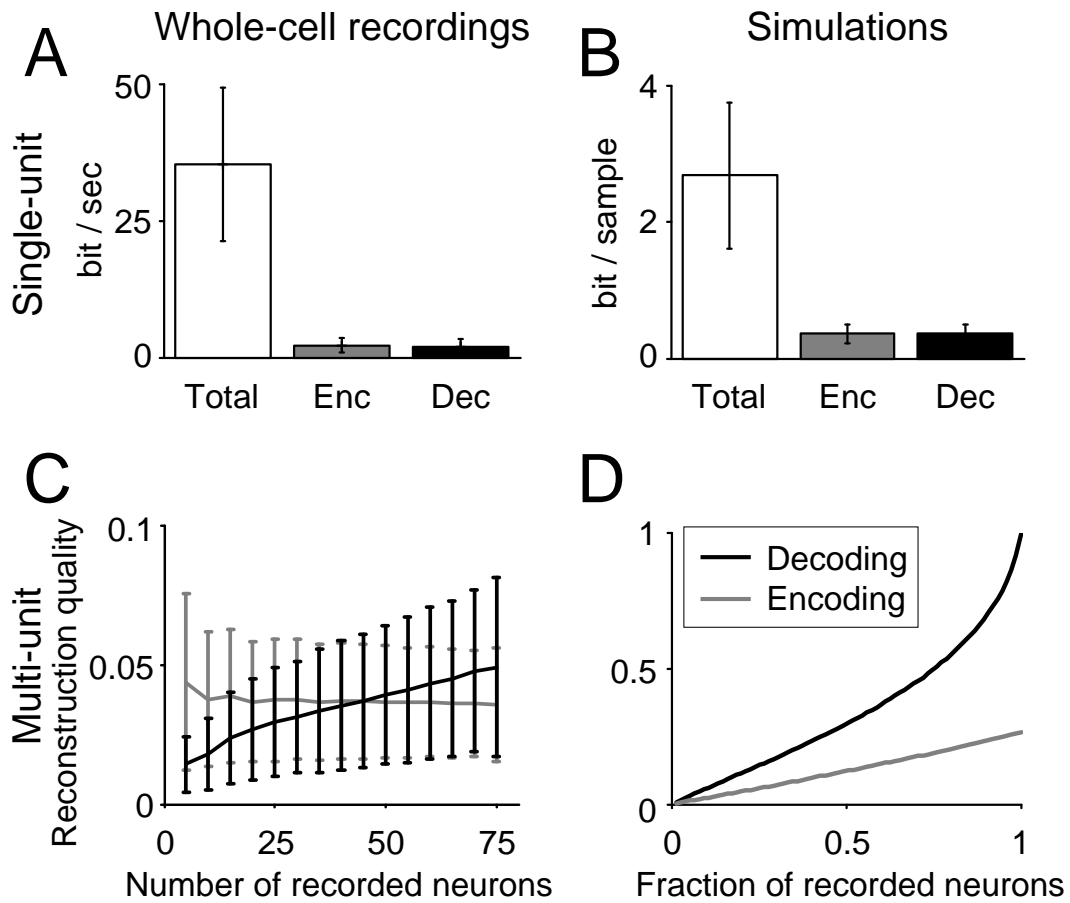 A
Whole-cell recordings
B
Simulations
Single-unit
bit / sec
50
25
0
Total
Enc
Dec
bit / sample
4
2
0
Total
Enc
Dec
C
D
Multi-unit
Reconstruction quality
0.1
0.05
0
0
25
50
75
Number of recorded neurons
1
0.5
0
Decoding
Encoding
0
0.5
1
Fraction of recorded neurons